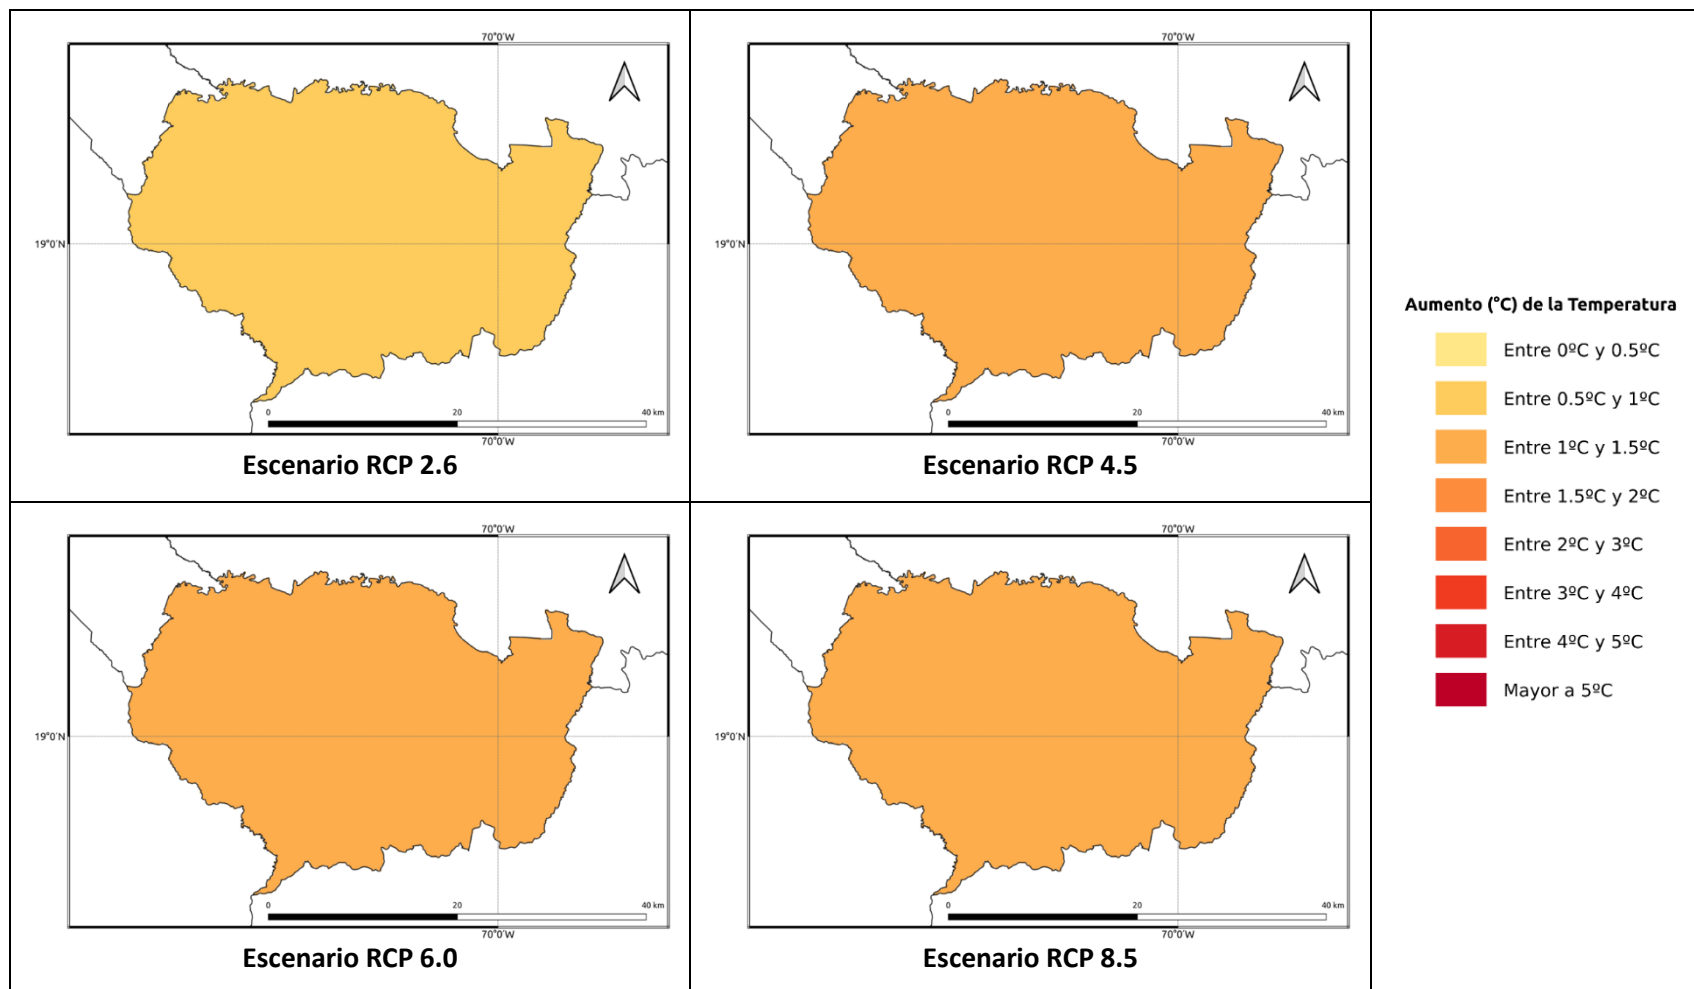 70°0'W
19°0'N
0 20 40 km
70°0'W
Escenario RCP 2.6
70°0'W
19°0'N
0 20 40 km
70°0'W
Escenario RCP 4.5
70°0'W
19°0'N
0 20 40 km
70°0'W
Escenario RCP 6.0
70°0'W
19°0'N
0 20 40 km
70°0'W
Escenario RCP 8.5
Aumento (°C) de la Temperatura
Entre 0ºC y 0.5ºC
Entre 0.5ºC y 1ºC
Entre 1ºC y 1.5ºC
Entre 1.5ºC y 2ºC
Entre 2ºC y 3ºC
Entre 3ºC y 4ºC
Entre 4ºC y 5ºC
Mayor a 5ºC